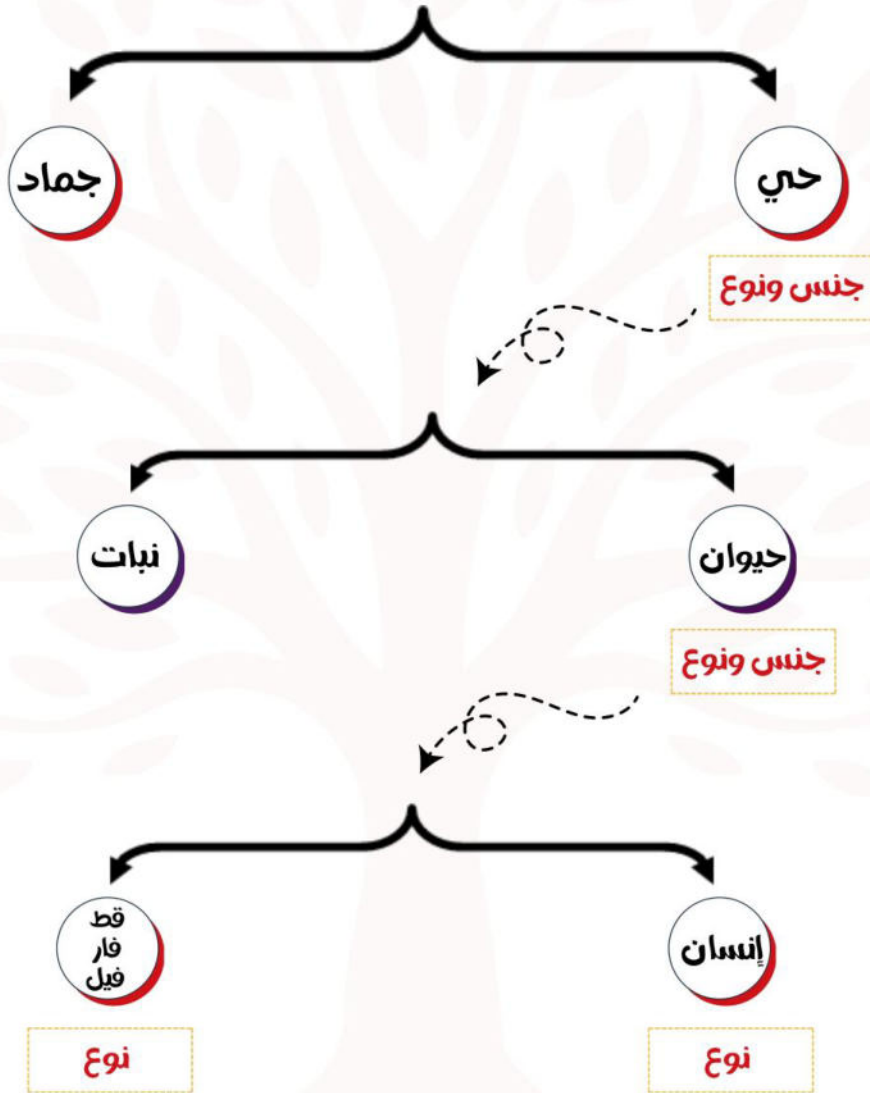 حي
جماد
جنس ونوع
حيوان
نبات
جنس ونوع
إنسان
قط
فار
فيل
نوع
نوع